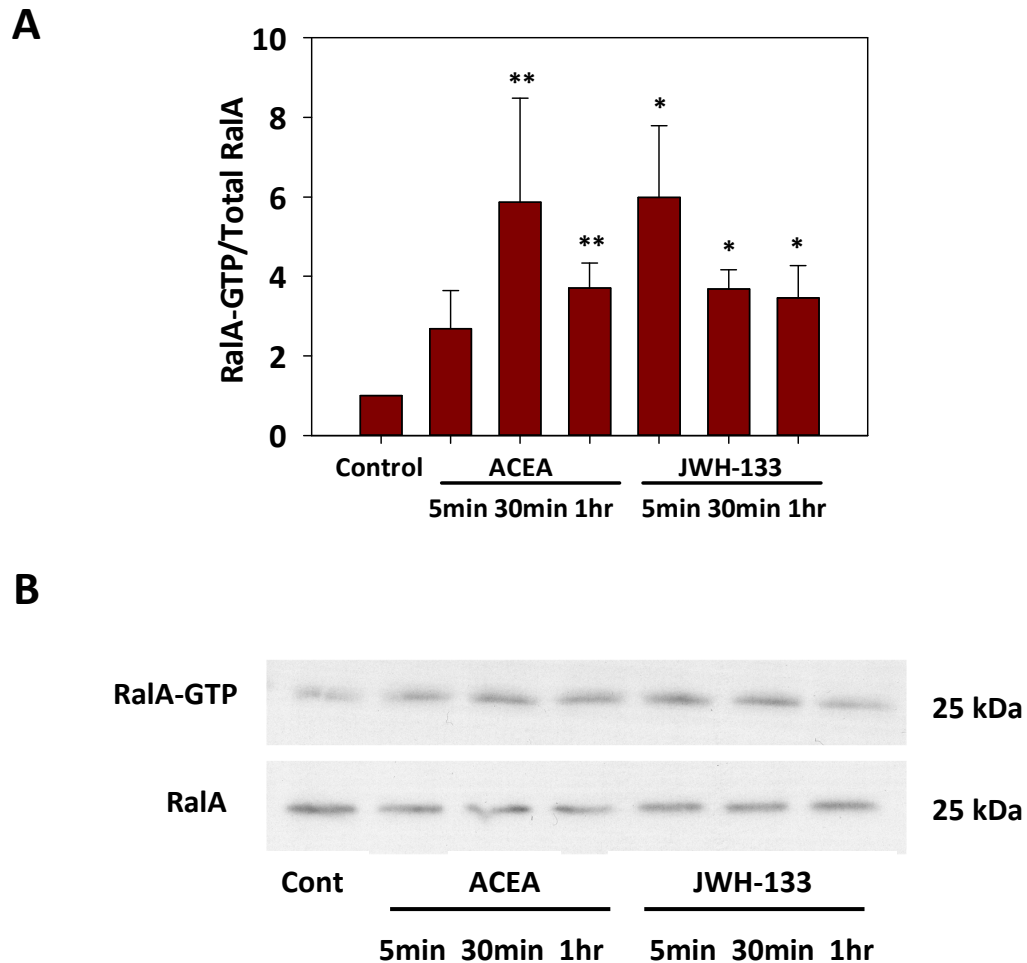 A
RalA-GTP/Total RalA
10
8
6
4
2
0
**
**
*
*
*
Control ACEA JWH-133
5min 30min 1hr 5min 30min 1hr
B
RalA-GTP 25 kDa
RalA 25 kDa
Cont ACEA JWH-133
5min 30min 1hr 5min 30min 1hr